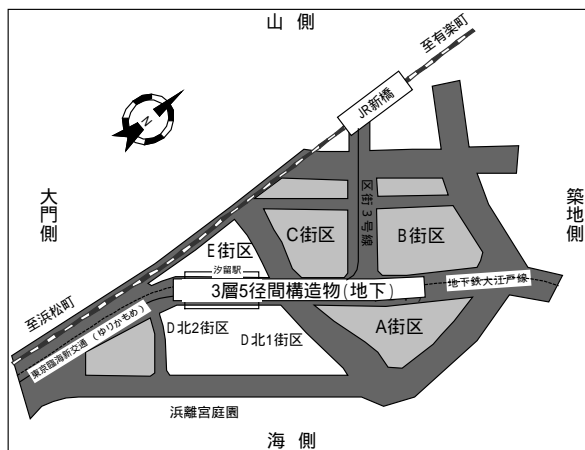 山側
至有楽町
JR新橋
N
大門側
築地側
区街3号線
C街区
B街区
E街区
汐留駅
3層5径間構造物(地下)
地下鉄大江戸線
至浜松町
東京臨海新交通(ゆりかもめ)
D北2街区
D北1街区
A街区
浜離宮庭園
海側